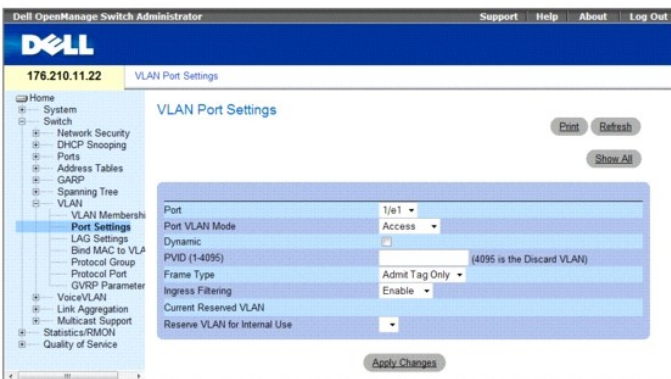 Dell OpenManage Switch Administrator
Support Help About Log Out
DELL
176.210.11.22
VLAN Port Settings
Home
System
Switch
Network Security
DHCP Snooping
Ports
Address Tables
GARP
Spanning Tree
VLAN
VLAN Membershi
Port Settings
LAG Settings
Bind MAC to VLA
Protocol Group
Protocol Port
GVRP Parameter
VoiceVLAN
Link Aggregation
Multicast Support
Statistics/RMON
Quality of Service
VLAN Port Settings
Print Refresh
Show All
Port 1/e1
Port VLAN Mode Access
Dynamic
PVID (1-4095) (4095 is the Discard VLAN)
Frame Type Admit Tag Only
Ingress Filtering Enable
Current Reserved VLAN
Reserve VLAN for Internal Use
Apply Changes